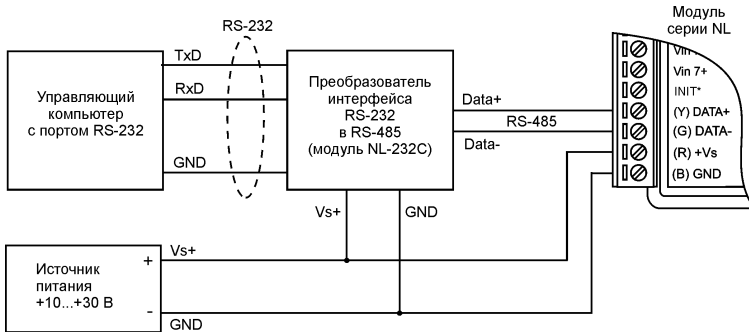 RS-232
Модуль
серии NL
TxD
RxD
GND
Управляющий
компьютер
с портом RS-232
Преобразователь
интерфейса
RS-232
в RS-485
(модуль NL-232C)
Data+
RS-485
Data-
Vin 7+
INIT*
(Y) DATA+
(G) DATA-
(R) +Vs
(B) GND
Vs+
GND
Источник
питания
+10...+30 В
+
-
Vs+
GND